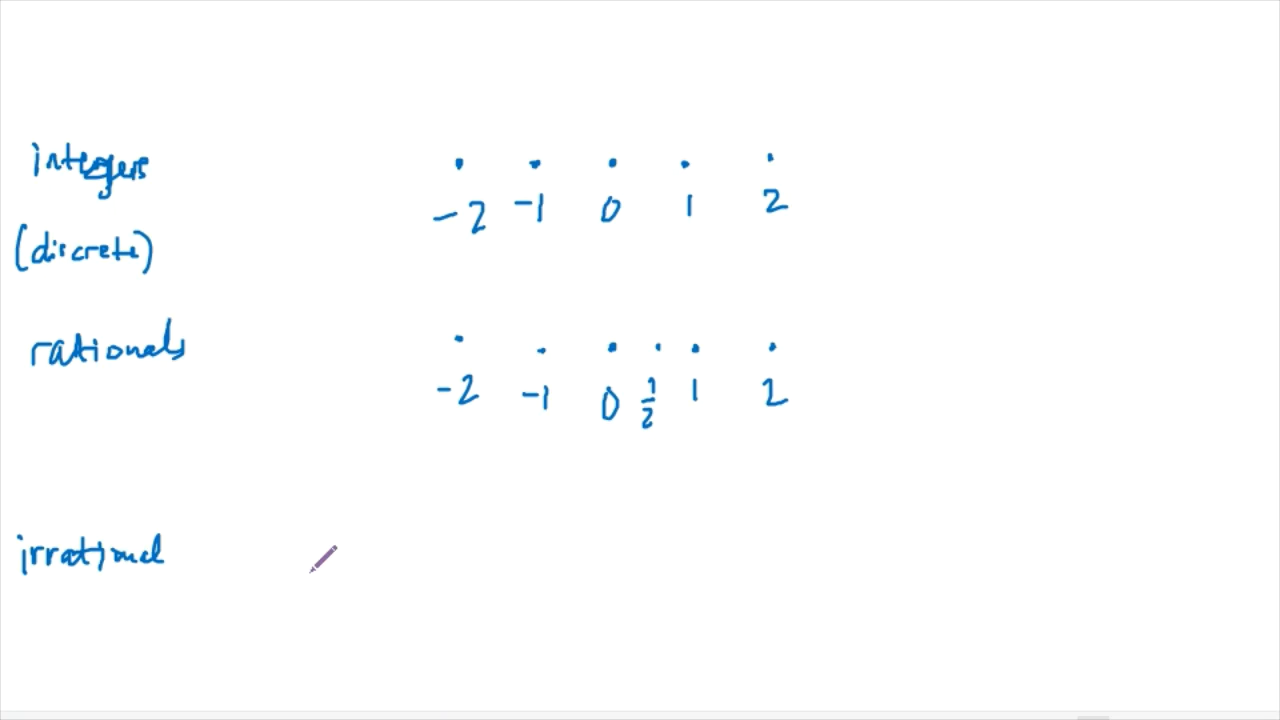 integers
-2 -1 0 1 2
(discrete)
rationals
-2 -1 0 1/2 1 2
irrational